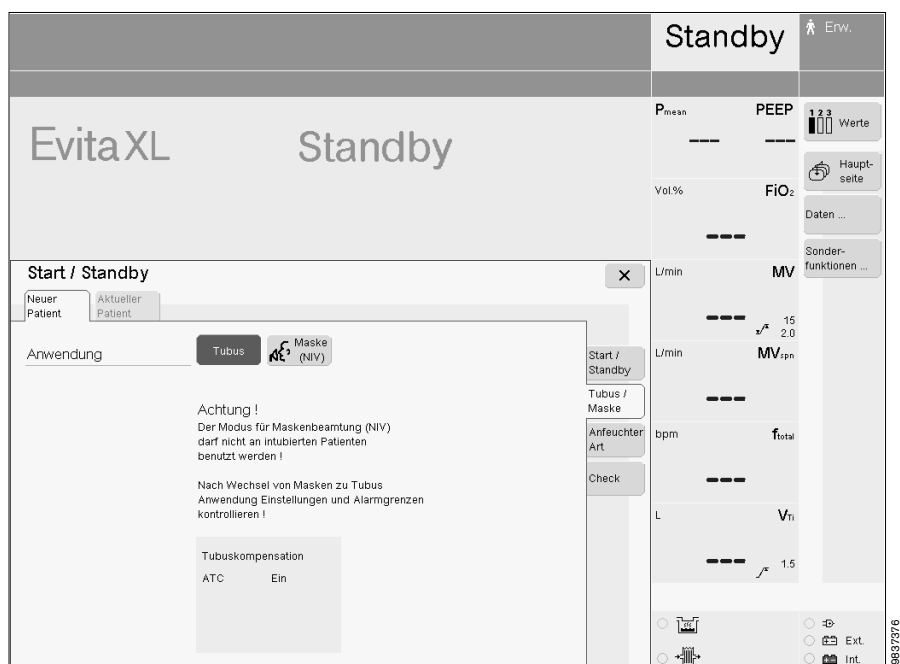 Standby
Erw.
Evita XL
Standby
Pmean PEEP
--- ---
1 2 3
Werte
Haupt-
seite
Daten ...
Sonder-
funktionen ...
Vol.% FiO2
---
L/min MV
---
15
2.0
L/min MVspn
---
bpm ftotal
---
L VTi
---
1.5
Ext.
Int.
Start / Standby
Neuer
Patient
Aktueller
Patient
Anwendung
Tubus
Maske
(NIV)
Achtung !
Der Modus für Maskenbeamtung (NIV)
darf nicht an intubierten Patienten
benutzt werden !
Nach Wechsel von Masken zu Tubus
Anwendung Einstellungen und Alarmgrenzen
kontrollieren !
Tubuskompensation
ATC Ein
Start /
Standby
Tubus /
Maske
Anfeuchter
Art
Check
9837376